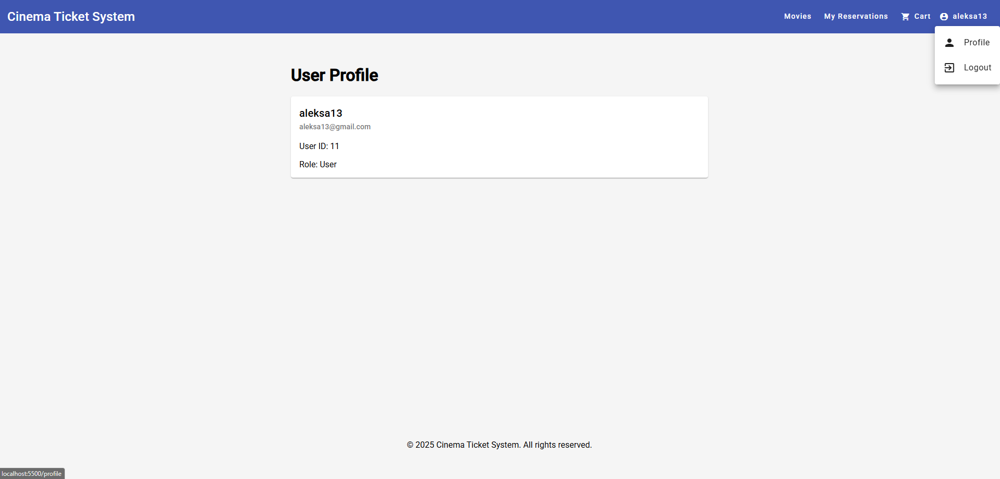 Cinema Ticket System
Movies My Reservations Cart aleksa13
Profile
Logout
User Profile
aleksa13
aleksa13@gmail.com
User ID: 11
Role: User
© 2025 Cinema Ticket System. All rights reserved.
localhost:5500/profile